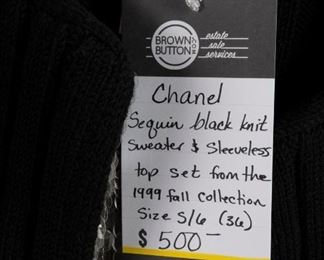 BROWN
BUTTON
.COM
estate
sale
services
Chanel
Sequin black knit
Sweater & Sleeveless
top set from the
1999 fall collection
Size S/6 (36)
$ 500—